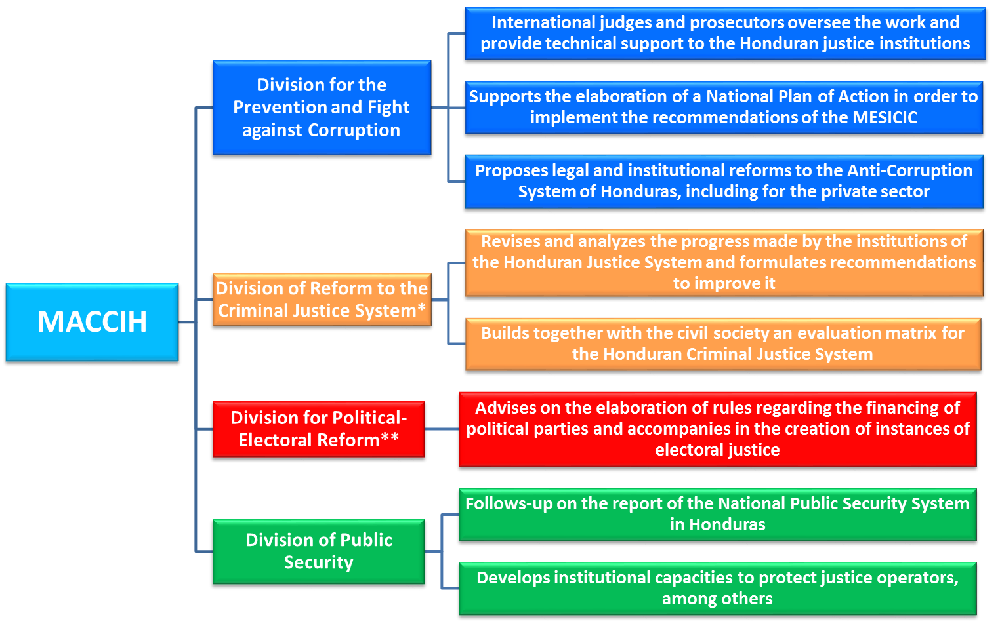 MACCIH
Division for the
Prevention and Fight
against Corruption
International judges and prosecutors oversee the work and
provide technical support to the Honduran justice institutions
Supports the elaboration of a National Plan of Action in order to
implement the recommendations of the MESICIC
Proposes legal and institutional reforms to the Anti-Corruption
System of Honduras, including for the private sector
Division of Reform to the
Criminal Justice System*
Revises and analyzes the progress made by the institutions of
the Honduran Justice System and formulates recommendations
to improve it
Builds together with the civil society an evaluation matrix for
the Honduran Criminal Justice System
Division for Political-
Electoral Reform**
Advises on the elaboration of rules regarding the financing of
political parties and accompanies in the creation of instances of
electoral justice
Division of Public
Security
Follows-up on the report of the National Public Security System
in Honduras
Develops institutional capacities to protect justice operators,
among others